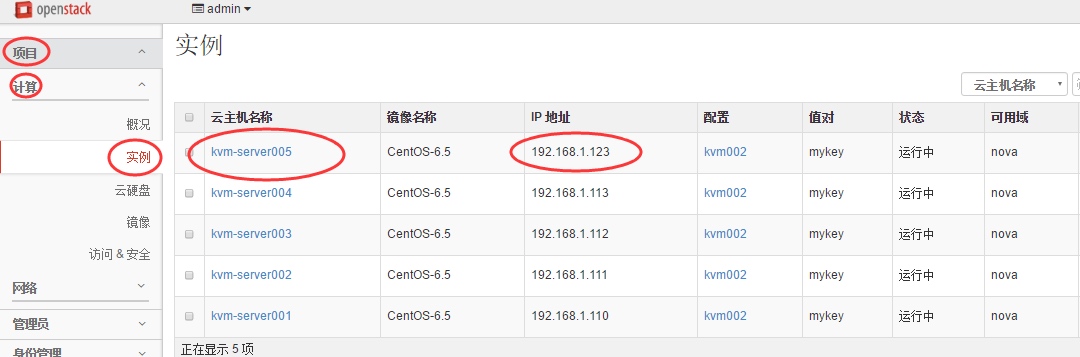 openstack
admin
项目
计算
概况
实例
云硬盘
镜像
访问 & 安全
网络
管理员
身份管理
实例
云主机名称
云主机名称 镜像名称 IP 地址 配置 值对 状态 可用域
kvm-server005 CentOS-6.5 192.168.1.123 kvm002 mykey 运行中 nova
kvm-server004 CentOS-6.5 192.168.1.113 kvm002 mykey 运行中 nova
kvm-server003 CentOS-6.5 192.168.1.112 kvm002 mykey 运行中 nova
kvm-server002 CentOS-6.5 192.168.1.111 kvm002 mykey 运行中 nova
kvm-server001 CentOS-6.5 192.168.1.110 kvm002 mykey 运行中 nova
正在显示 5 项